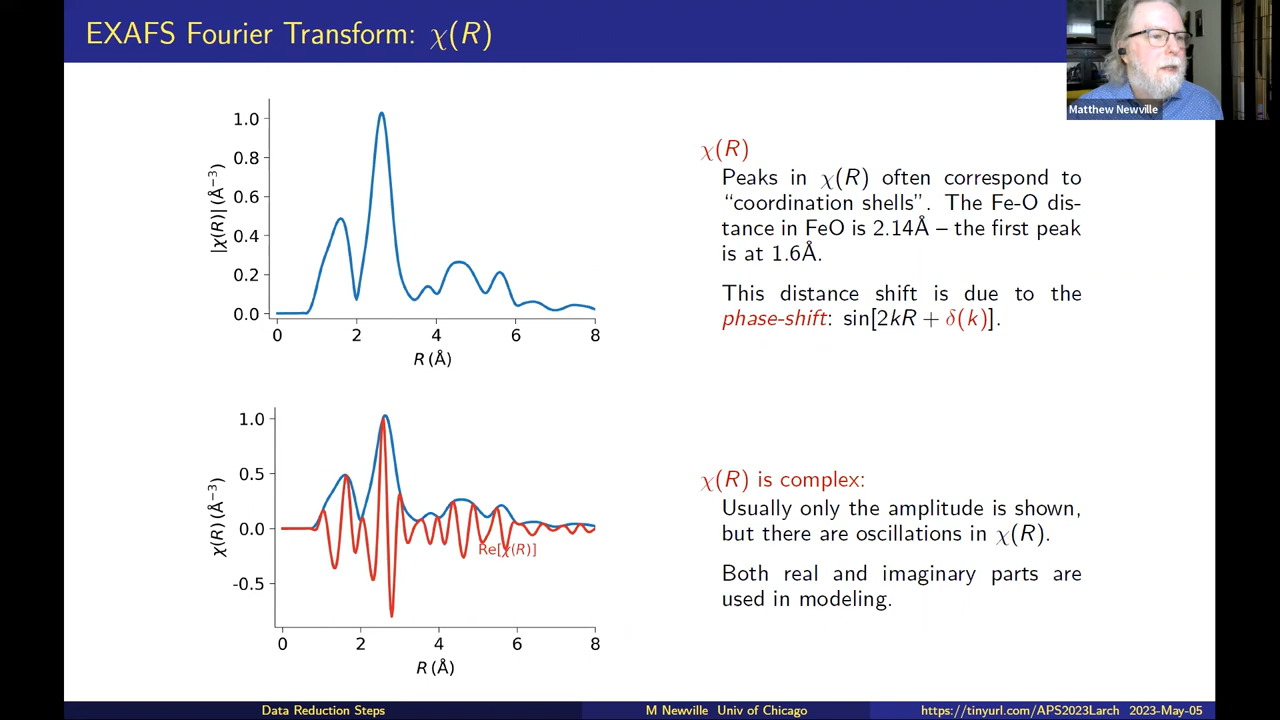 EXAFS Fourier Transform: χ(R)
Matthew Newville
1.0
0.8
0.6
0.4
0.2
0.0
|χ(R)| (Å⁻³)
0 2 4 6 8
R (Å)
χ(R)
Peaks in χ(R) often correspond to
“coordination shells”. The Fe-O dis-
tance in FeO is 2.14Å – the first peak
is at 1.6Å.
This distance shift is due to the
phase-shift: sin[2kR + δ(k)].
1.0
0.5
0.0
-0.5
χ(R) (Å⁻³)
Re[χ(R)]
0 2 4 6 8
R (Å)
χ(R) is complex:
Usually only the amplitude is shown,
but there are oscillations in χ(R).
Both real and imaginary parts are
used in modeling.
Data Reduction Steps
M Newville Univ of Chicago
https://tinyurl.com/APS2023Larch 2023-May-05